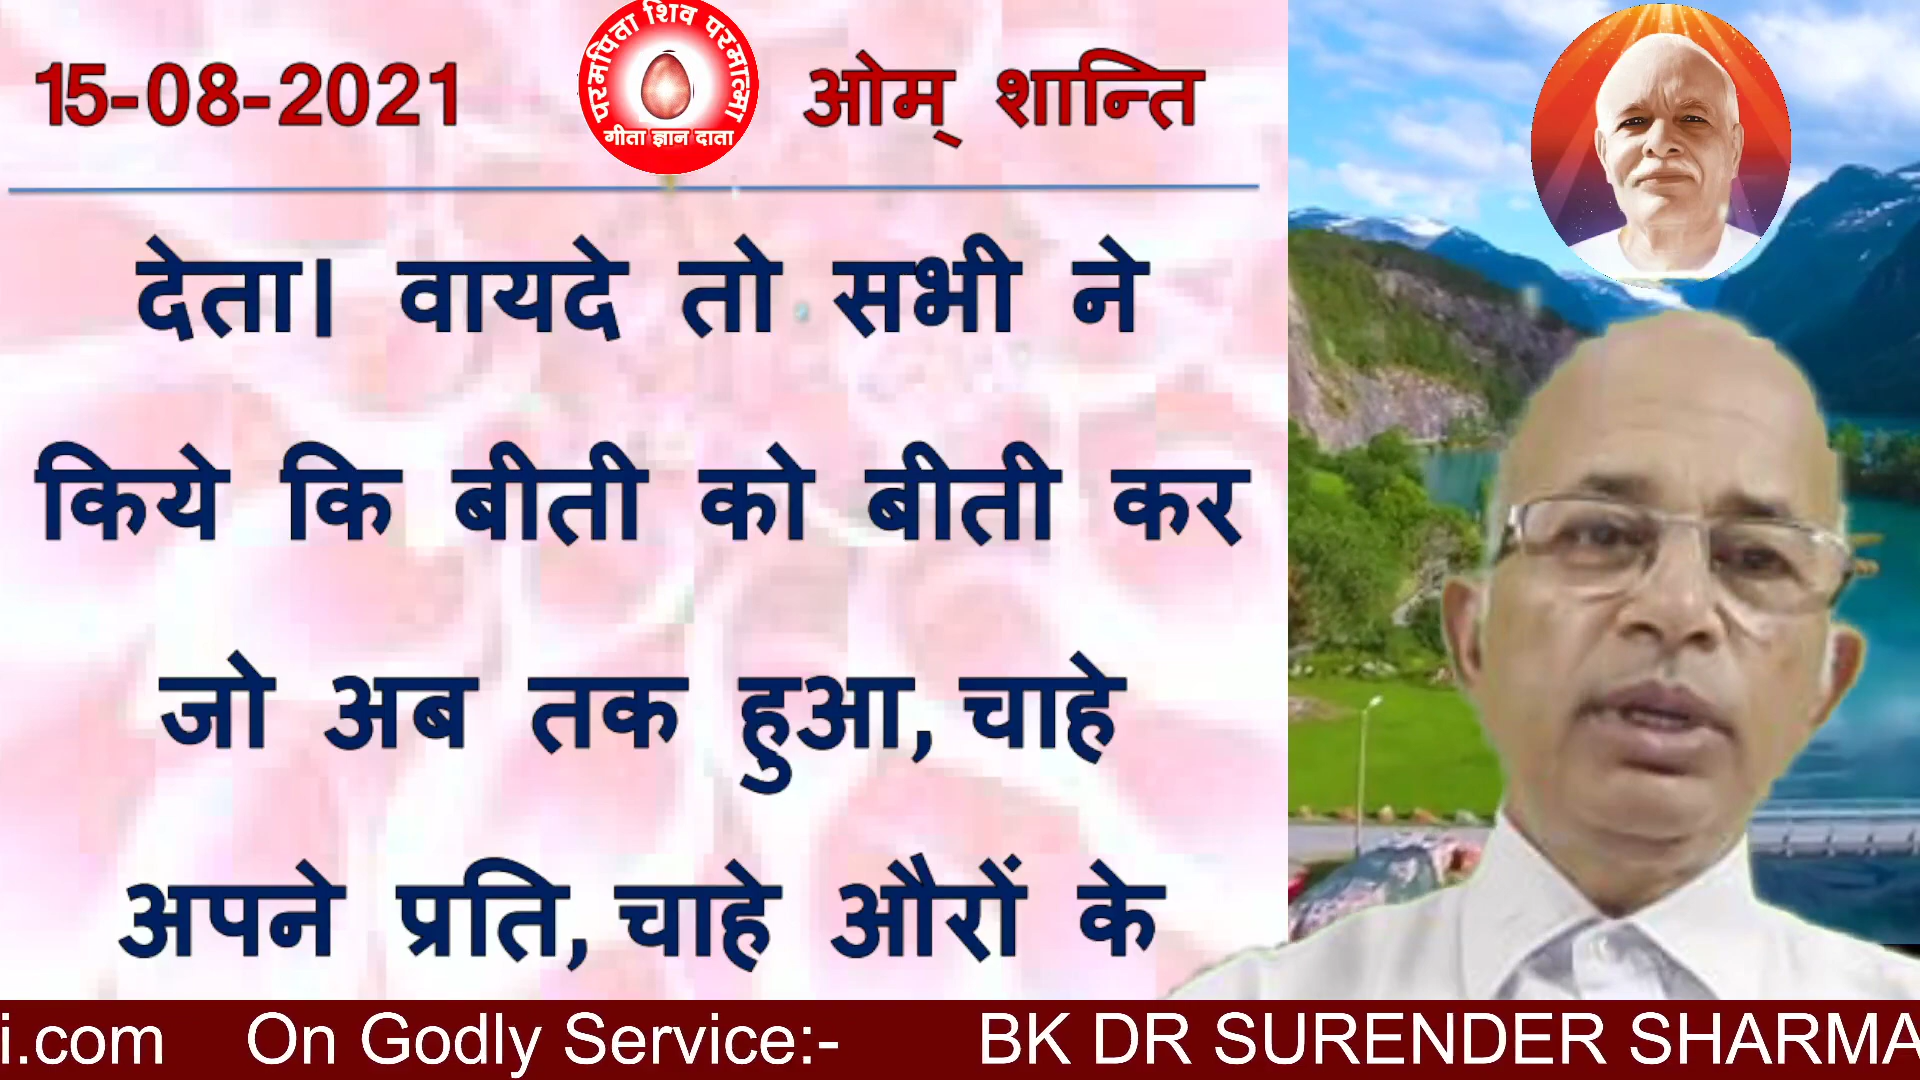 15-08-2021
परमपिता शिव परमात्मा
गीता ज्ञान दाता
ओम् शान्ति
देता। वायदे तो सभी ने
किये कि बीती को बीती कर
जो अब तक हुआ, चाहे
अपने प्रति, चाहे औरों के
i.com On Godly Service:- BK DR SURENDER SHARMA